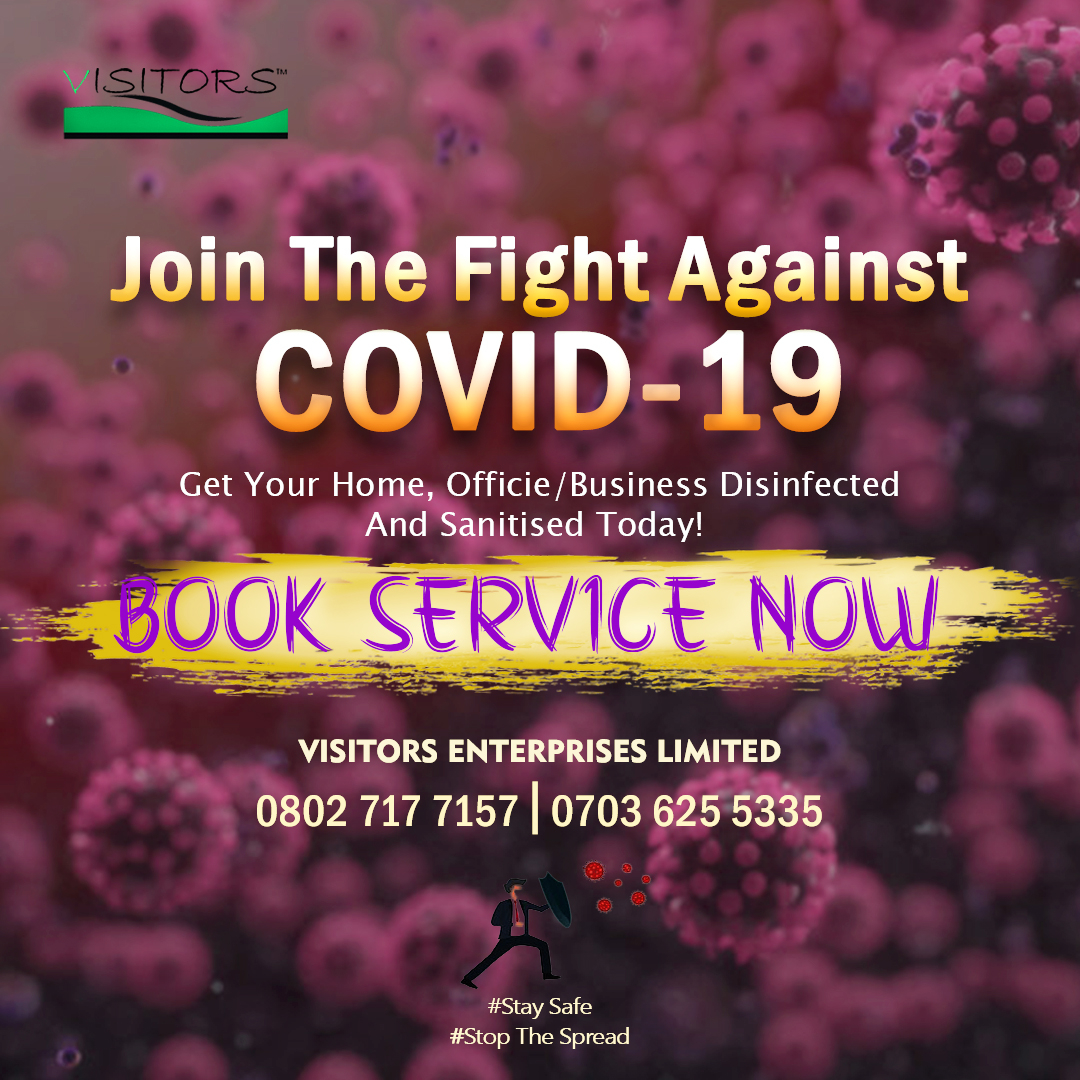 VISITORS™
Join The Fight Against
COVID-19
Get Your Home, Officie/Business Disinfected
And Sanitised Today!
BOOK SERVICE NOW
VISITORS ENTERPRISES LIMITED
0802 717 7157 | 0703 625 5335
#Stay Safe
#Stop The Spread